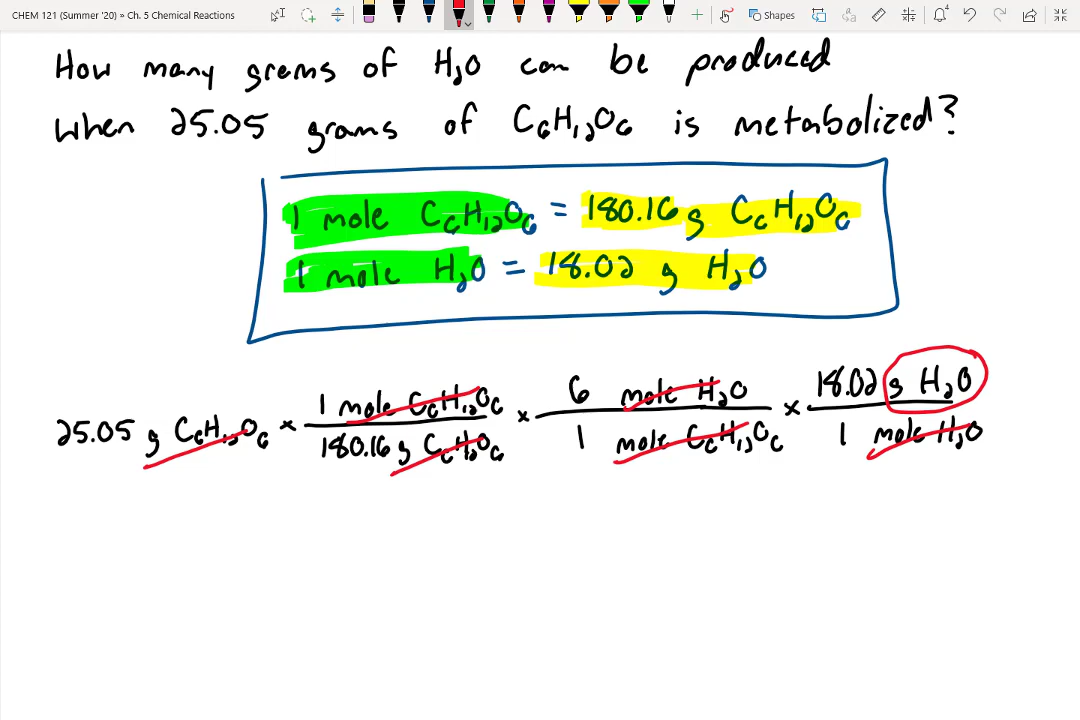 CHEM 121 (Summer '20) » Ch. 5 Chemical Reactions
Shapes
How many grams of H₂O can be produced
when 25.05 grams of C₆H₁₂O₆ is metabolized?
1 mole C₆H₁₂O₆ = 180.16 g C₆H₁₂O₆
1 mole H₂O = 18.02 g H₂O
25.05 g C₆H₁₂O₆ × 1 mole C₆H₁₂O₆ / 180.16 g C₆H₁₂O₆ × 6 mole H₂O / 1 mole C₆H₁₂O₆ × 18.02 g H₂O / 1 mole H₂O